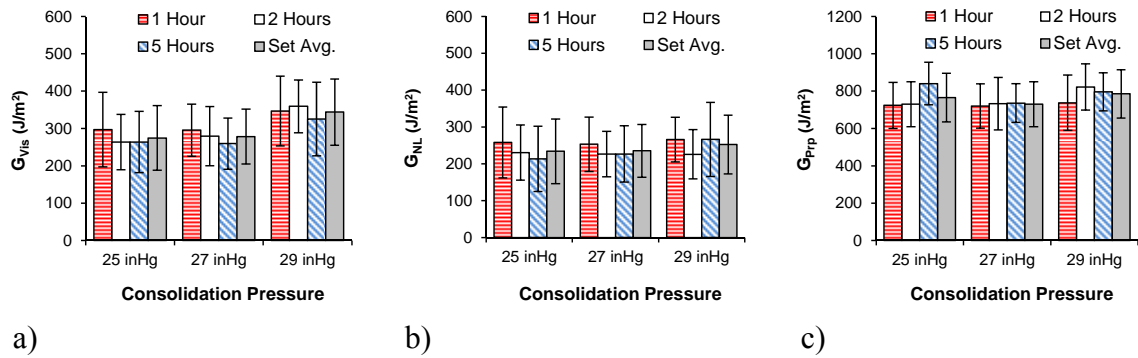 600
500
400
300
200
100
0
G_Vis (J/m²)
1 Hour
2 Hours
5 Hours
Set Avg.
25 inHg
27 inHg
29 inHg
Consolidation Pressure
a)
600
500
400
300
200
100
0
G_NL (J/m²)
1 Hour
2 Hours
5 Hours
Set Avg.
25 inHg
27 inHg
29 inHg
Consolidation Pressure
b)
1200
1000
800
600
400
200
0
G_Prp (J/m²)
1 Hour
2 Hours
5 Hours
Set Avg.
25 inHg
27 inHg
29 inHg
Consolidation Pressure
c)